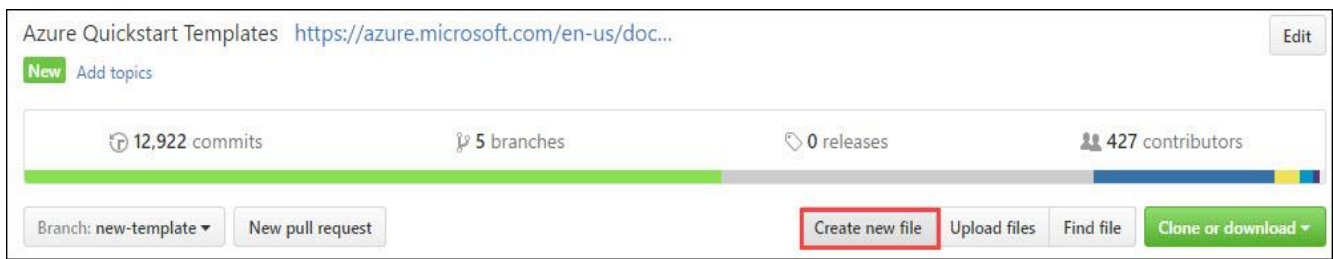 Azure Quickstart Templates https://azure.microsoft.com/en-us/doc... Edit
New Add topics
12,922 commits 5 branches 0 releases 427 contributors
Branch: new-template New pull request Create new file Upload files Find file Clone or download